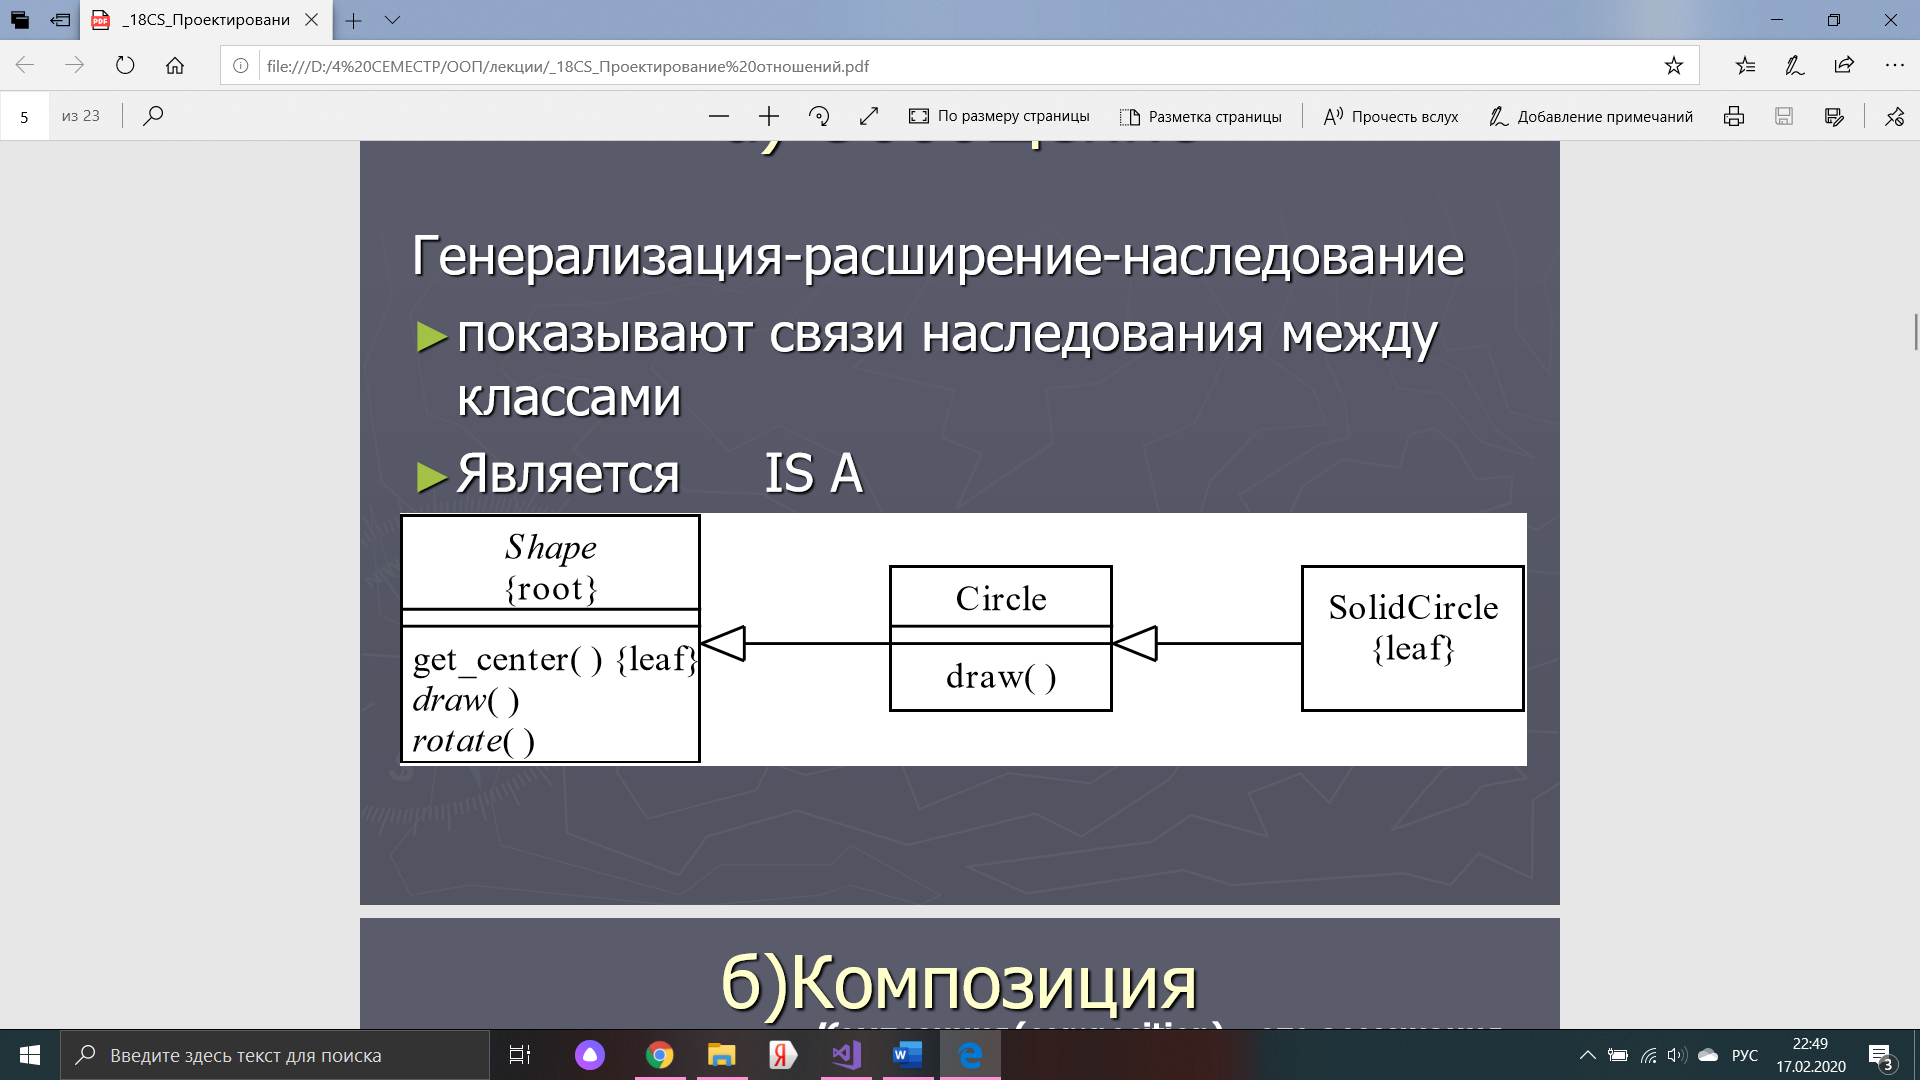 _18CS_Проектировани
file:///D:/4%20СЕМЕСТР/ООП/лекции/_18CS_Проектирование%20отношений.pdf
5 из 23
По размеру страницы
Разметка страницы
Прочесть вслух
Добавление примечаний
Генерализация-расширение-наследование
показывают связи наследования между
классами
Является IS A
Shape
{root}
get_center( ) {leaf}
draw( )
rotate( )
Circle
draw( )
SolidCircle
{leaf}
б)Композиция
Введите здесь текст для поиска
РУС
22:49
17.02.2020
3